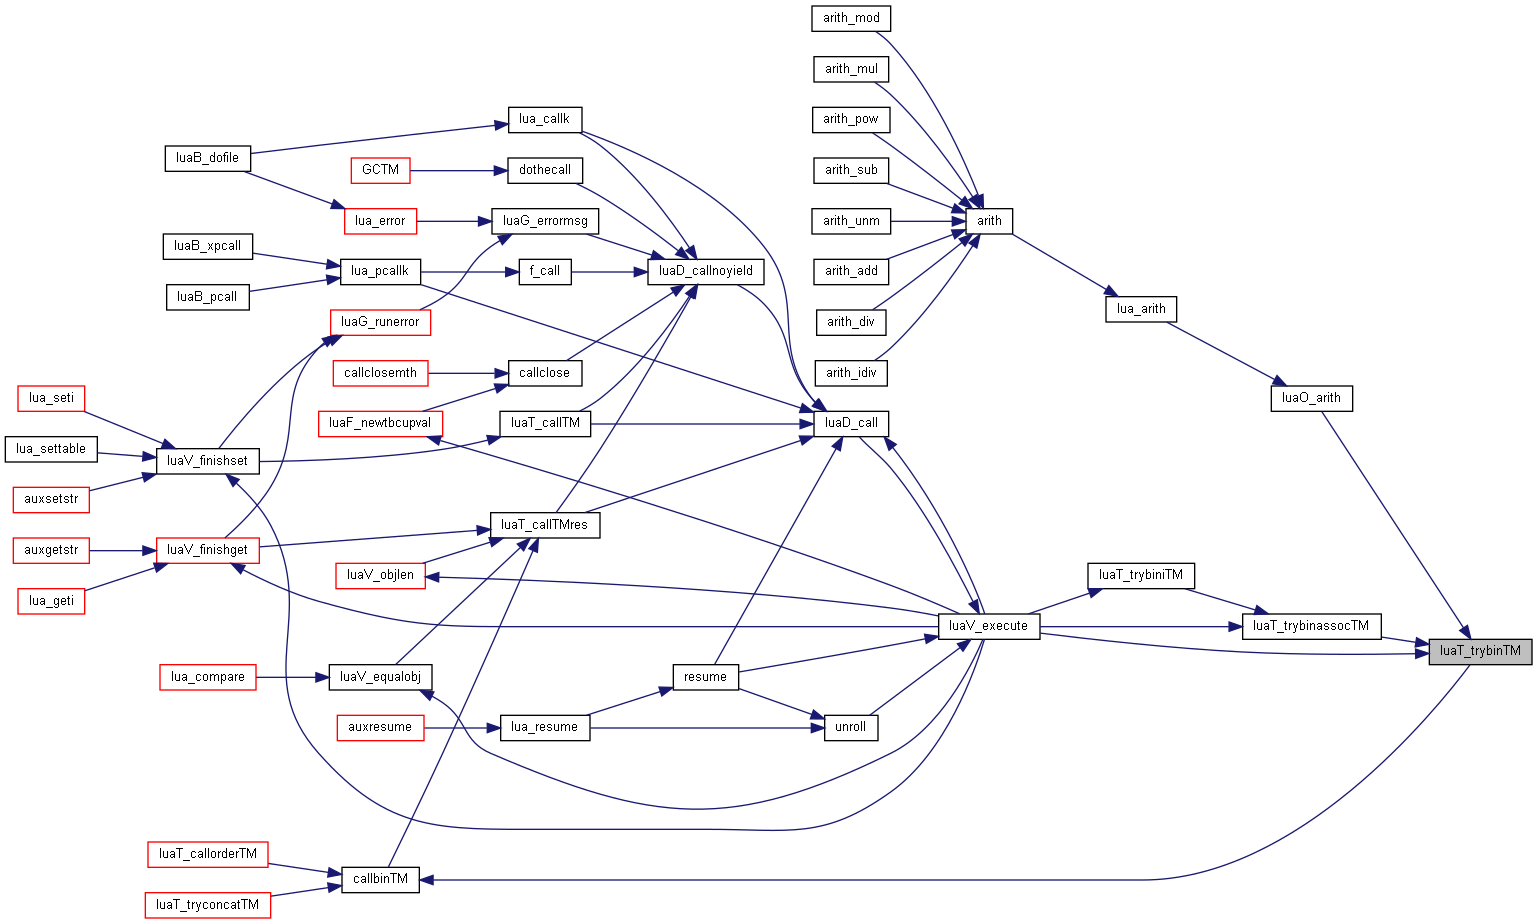 arith_mod
arith_mul
lua_callk
arith_pow
luaB_dofile
GCTM
dothecall
arith_sub
lua_error
luaG_errormsg
arith_unm
arith
luaB_xpcall
lua_pcallk
f_call
luaD_callnoyield
arith_add
luaB_pcall
lua_arith
luaG_runerror
arith_div
callclosemth
callclose
arith_idiv
lua_seti
luaO_arith
luaF_newtbcupval
luaT_callTM
luaD_call
lua_settable
luaV_finishset
auxsetstr
luaT_callTMres
auxgetstr
luaV_finishget
luaV_objlen
luaT_trybiniTM
lua_geti
luaV_execute
luaT_trybinassocTM
luaT_trybinTM
lua_compare
luaV_equalobj
resume
auxresume
lua_resume
unroll
luaT_callorderTM
callbinTM
luaT_tryconcatTM